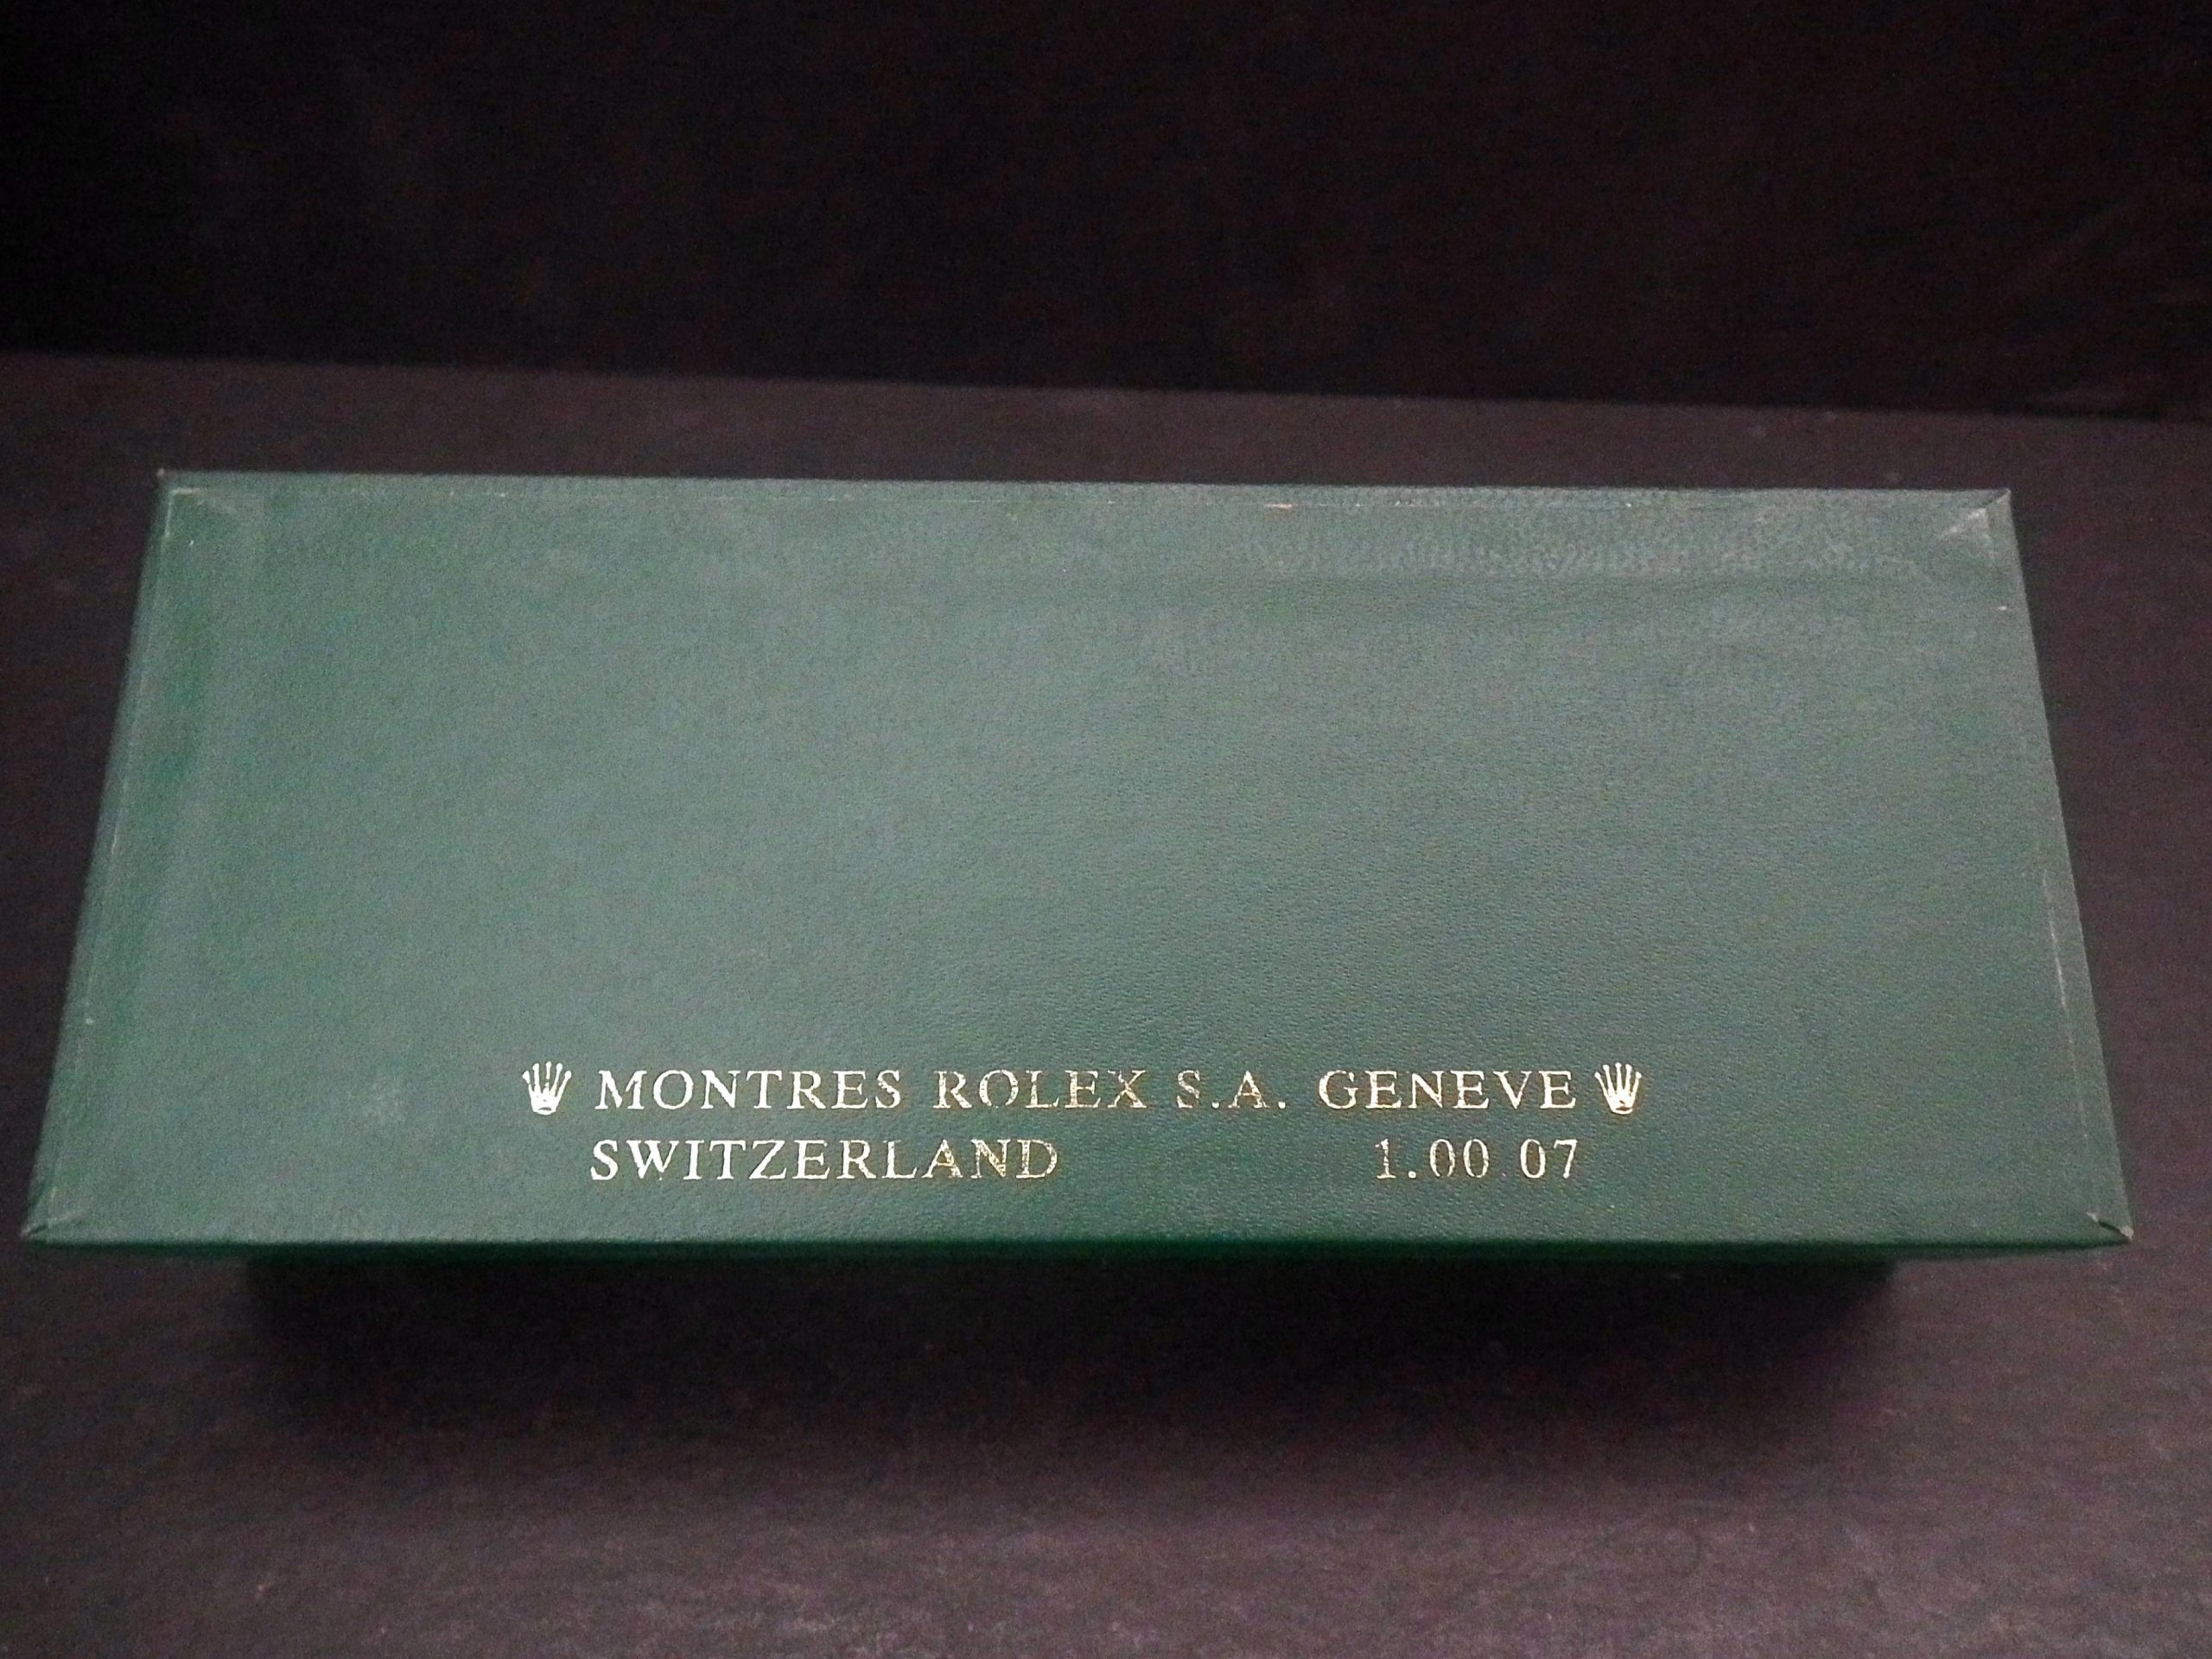 MONTRES ROLEX S.A. GENEVE
SWITZERLAND 1.00.07